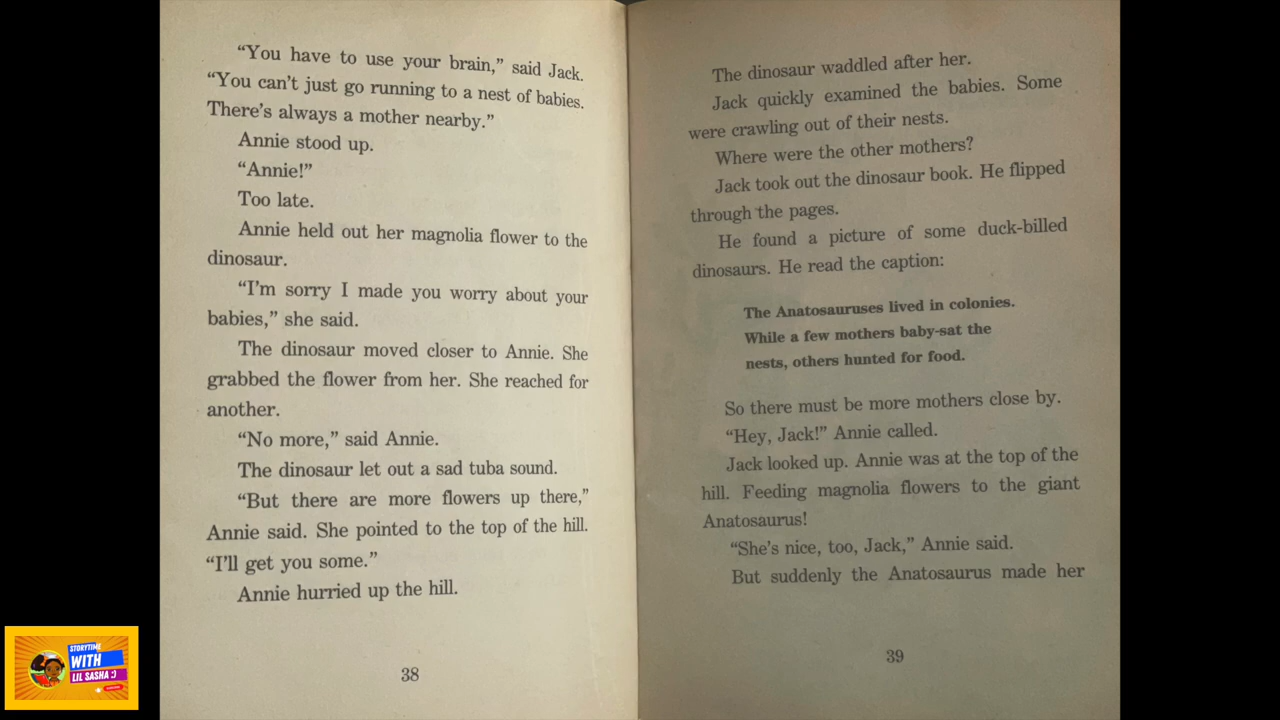 “You have to use your brain,” said Jack.
“You can’t just go running to a nest of babies.
There’s always a mother nearby.”
Annie stood up.
“Annie!”
Too late.
Annie held out her magnolia flower to the
dinosaur.
“I’m sorry I made you worry about your
babies,” she said.
The dinosaur moved closer to Annie. She
grabbed the flower from her. She reached for
another.
“No more,” said Annie.
The dinosaur let out a sad tuba sound.
“But there are more flowers up there,”
Annie said. She pointed to the top of the hill.
“I’ll get you some.”
Annie hurried up the hill.
38
The dinosaur waddled after her.
Jack quickly examined the babies. Some
were crawling out of their nests.
Where were the other mothers?
Jack took out the dinosaur book. He flipped
through the pages.
He found a picture of some duck-billed
dinosaurs. He read the caption:
The Anatosauruses lived in colonies.
While a few mothers baby-sat the
nests, others hunted for food.
So there must be more mothers close by.
“Hey, Jack!” Annie called.
Jack looked up. Annie was at the top of the
hill. Feeding magnolia flowers to the giant
Anatosaurus!
“She’s nice, too, Jack,” Annie said.
But suddenly the Anatosaurus made her
39
STORYTIME
WITH
LIL SASHA :)